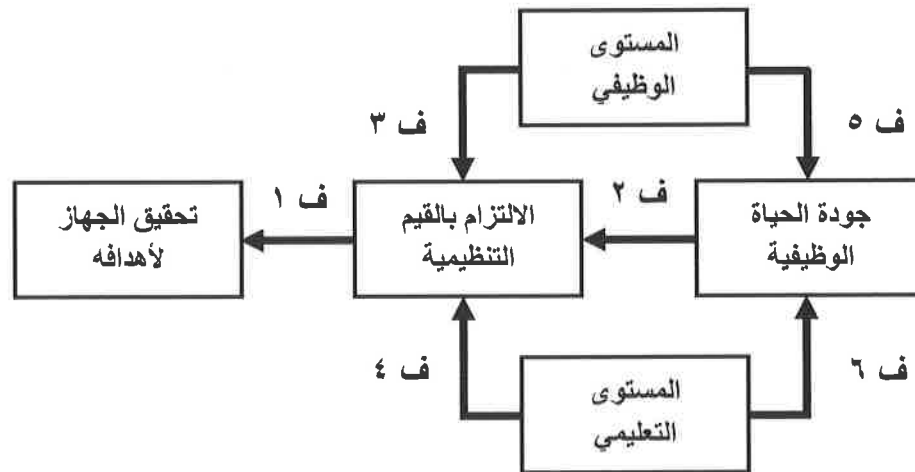 المستوى
الوظيفي
ف ٥
ف ٣
جودة الحياة
الوظيفية
ف ٢
الالتزام بالقيم
التنظيمية
ف ١
تحقيق الجهاز
لأهدافه
ف ٦
ف ٤
المستوى
التعليمي